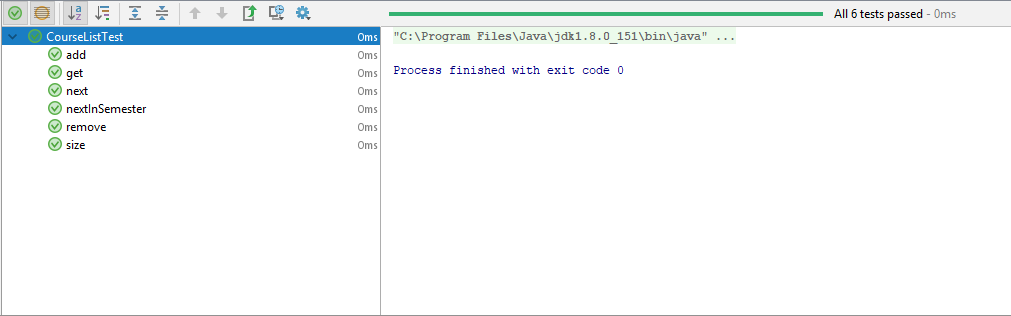 All 6 tests passed - 0ms
CourseListTest 0ms
add 0ms
get 0ms
next 0ms
nextInSemester 0ms
remove 0ms
size 0ms
"C:\Program Files\Java\jdk1.8.0_151\bin\java" ...
Process finished with exit code 0